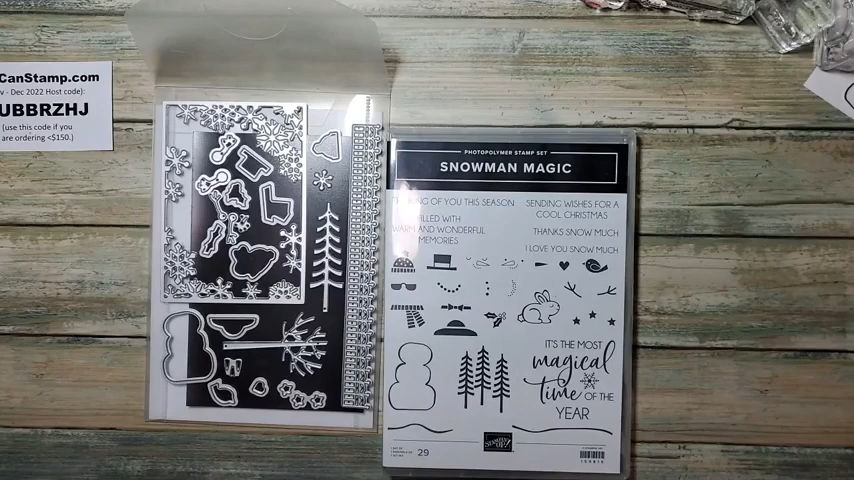 CanStamp.com
v - Dec 2022 Host code):
UBBRZHJ
(use this code if you
are ordering <$150.)
PHOTOPOLYMER STAMP SET
SNOWMAN MAGIC
OF YOU THIS SEASON
FILLED WITH
WARM AND WONDERFUL
MEMORIES
SENDING WISHES FOR A
COOL CHRISTMAS
THANKS SNOW MUCH
I LOVE YOU SNOW MUCH
IT'S THE MOST
magical
time OF THE
YEAR
29
STAMPIN' UP!